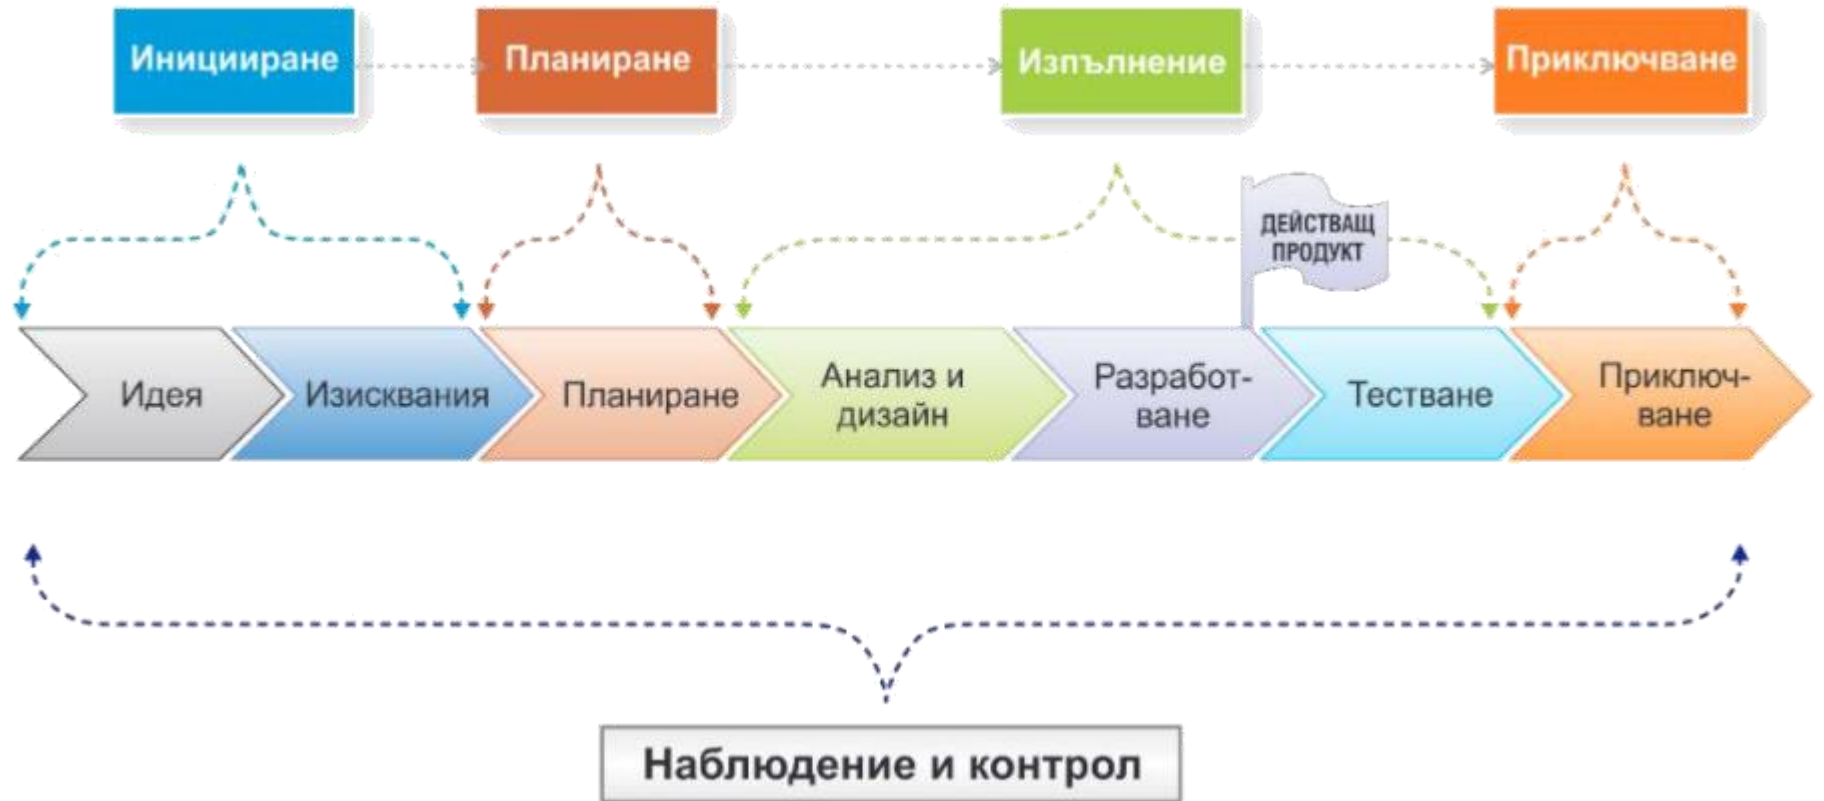 Иницииране
Планиране
Изпълнение
Приключване
ДЕЙСТВАЩ
ПРОДУКТ
Идея
Изисквания
Планиране
Анализ и
дизайн
Разработ-
ване
Тестване
Приключ-
ване
Наблюдение и контрол